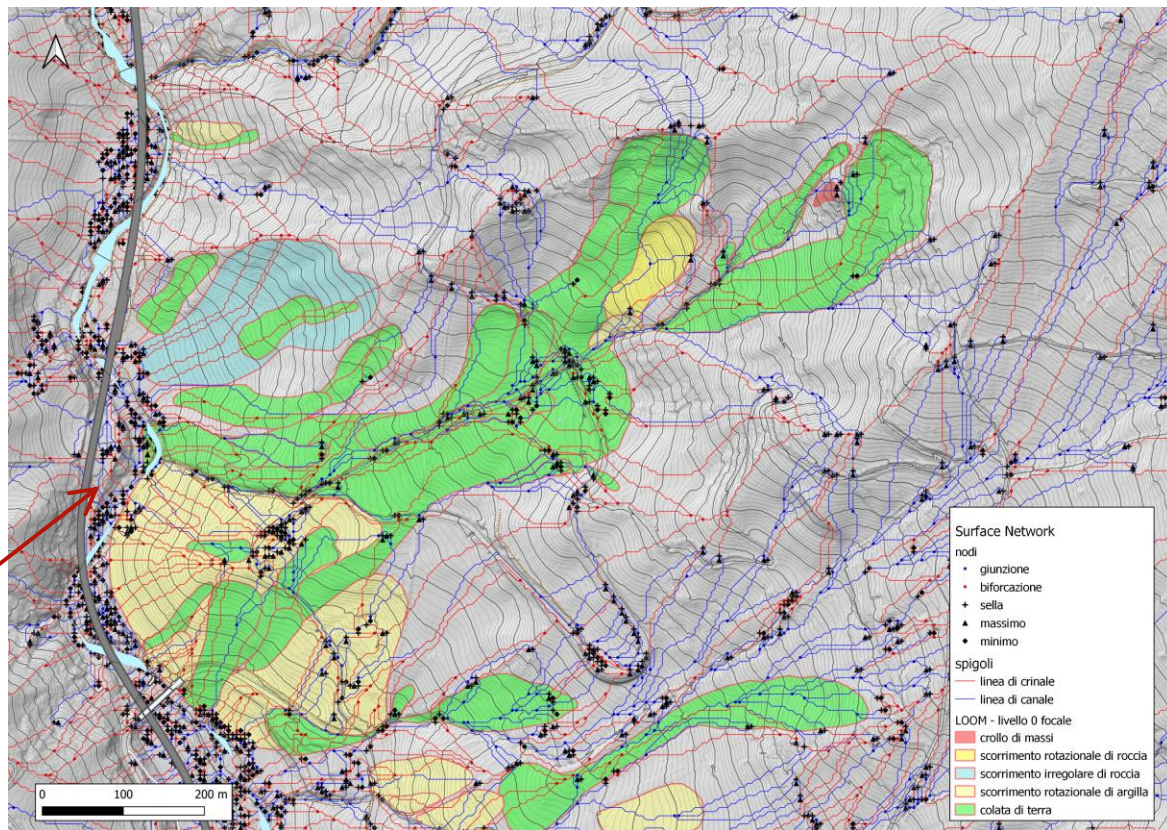 Surface Network
nodi
giunzione
biforcazione
sella
massimo
minimo
spigoli
linea di crinale
linea di canale
LOOM - livello 0 focale
crollo di massi
scorrimento rotazionale di roccia
scorrimento irregolare di roccia
scorrimento rotazionale di argilla
colata di terra
0 100 200 m